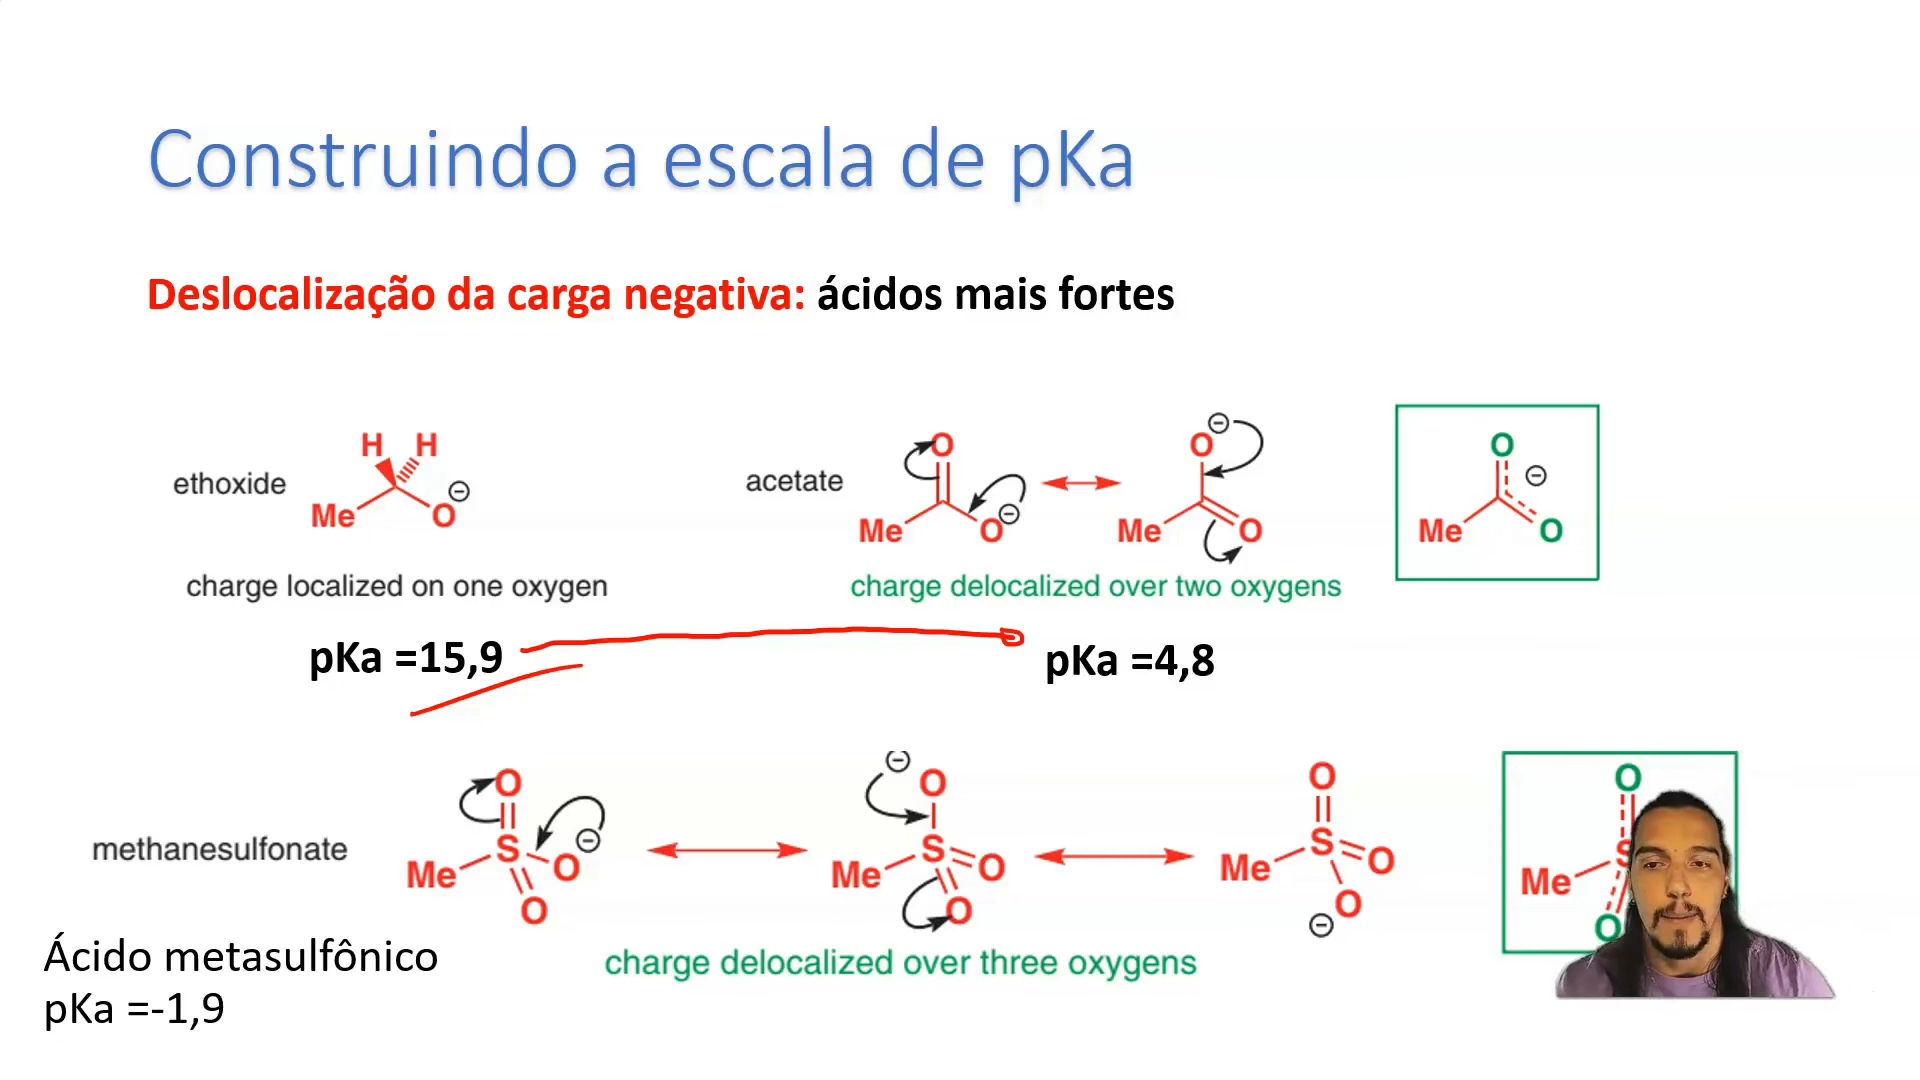 Construindo a escala de pKa
Deslocalização da carga negativa: ácidos mais fortes
ethoxide
H H
Me O ⊖
charge localized on one oxygen
pKa =15,9
acetate
O
Me O ⊖
⊖
O
Me O
O
⊖
Me O
charge delocalized over two oxygens
pKa =4,8
methanesulfonate
O
S ⊖
Me O
O
⊖ O
S
Me O
O
O
S
Me O
O
⊖
O
S
Me
O
charge delocalized over three oxygens
Ácido metasulfônico
pKa =-1,9